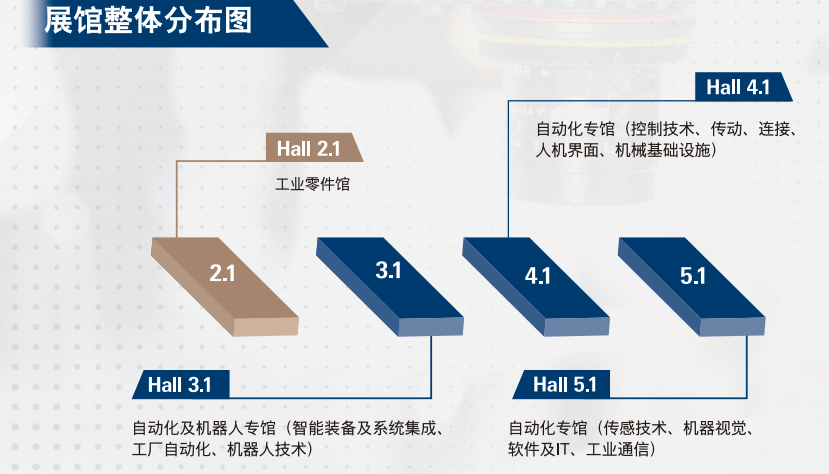 展馆整体分布图
Hall 4.1
自动化专馆（控制技术、传动、连接、
人机界面、机械基础设施）
Hall 2.1
工业零件馆
2.1
3.1
4.1
5.1
Hall 3.1
自动化及机器人专馆（智能装备及系统集成、
工厂自动化、机器人技术）
Hall 5.1
自动化专馆（传感技术、机器视觉、
软件及IT、工业通信）